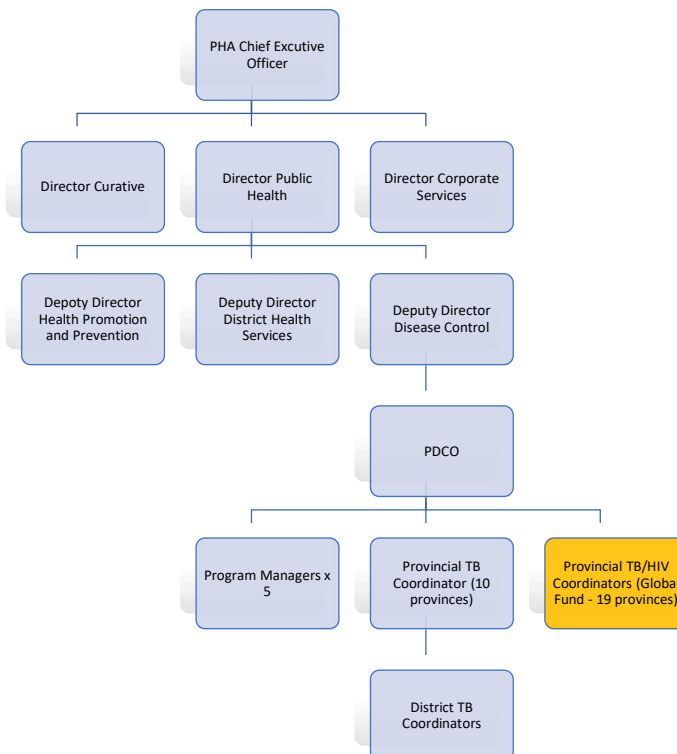 PHA Chief Excutive
Officer
Director Curative
Director Public
Health
Director Corporate
Services
Depoty Director
Health Promotion
and Prevention
Deputy Director
District Health
Services
Deputy Director
Disease Control
PDCO
Program Managers x
5
Provincial TB
Coordinator (10
provinces)
Provincial TB/HIV
Coordinators (Global
Fund - 19 provinces)
District TB
Coordinators